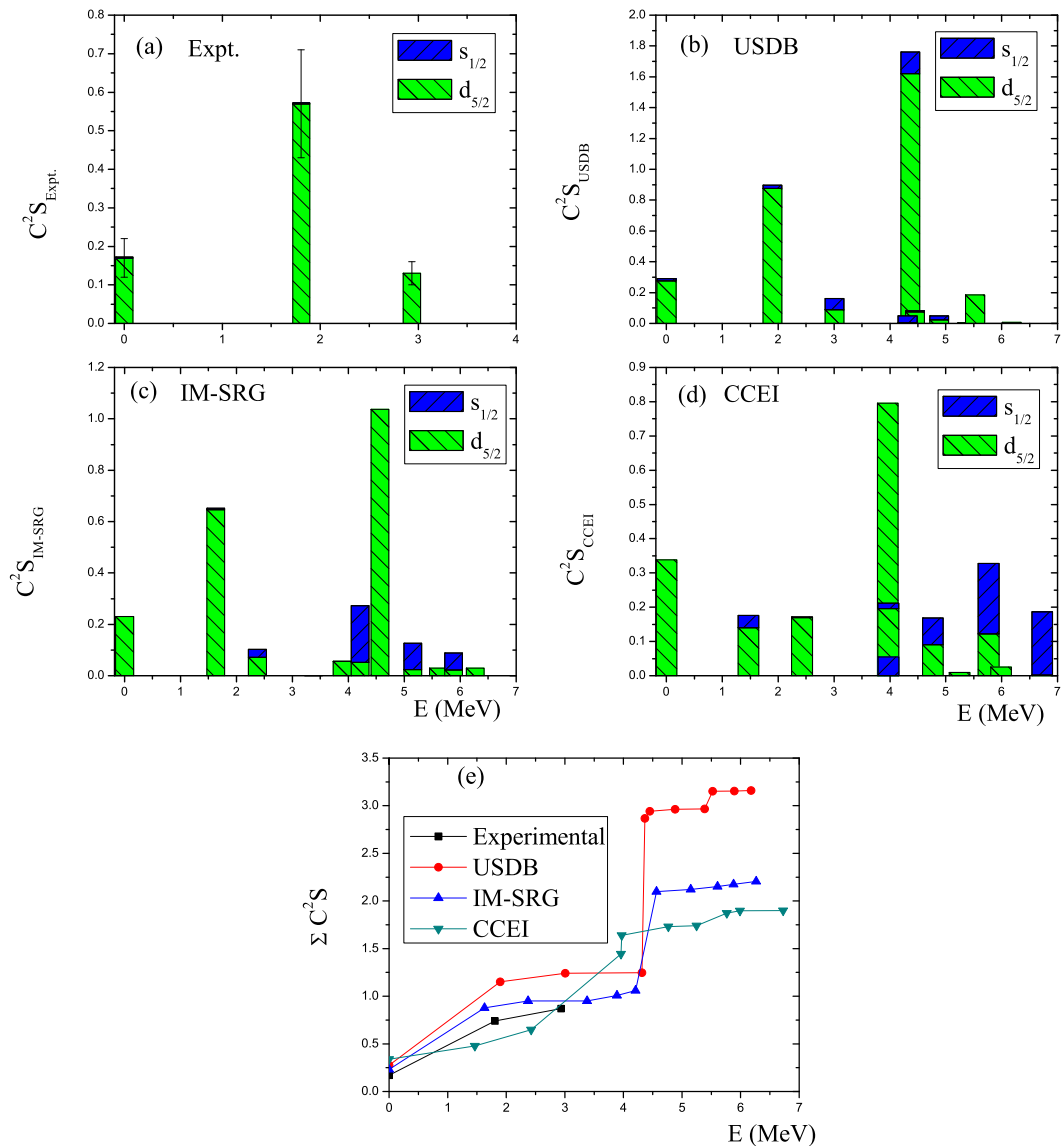 (a) Expt.
s1/2
d5/2
C2SExpt.
0.0
0.1
0.2
0.3
0.4
0.5
0.6
0.7
0.8
0 1 2 3 4
(b) USDB
s1/2
d5/2
C2SUSDB
0.0
0.2
0.4
0.6
0.8
1.0
1.2
1.4
1.6
1.8
2.0
0 1 2 3 4 5 6 7
(c) IM-SRG
s1/2
d5/2
C2SIM-SRG
0.0
0.2
0.4
0.6
0.8
1.0
1.2
0 1 2 3 4 5 6 7
E (MeV)
(d) CCEI
s1/2
d5/2
C2SCCEI
0.0
0.1
0.2
0.3
0.4
0.5
0.6
0.7
0.8
0.9
0 1 2 3 4 5 6 7
E (MeV)
(e)
Experimental
USDB
IM-SRG
CCEI
Σ C2S
0.0
0.5
1.0
1.5
2.0
2.5
3.0
3.5
0 1 2 3 4 5 6 7
E (MeV)